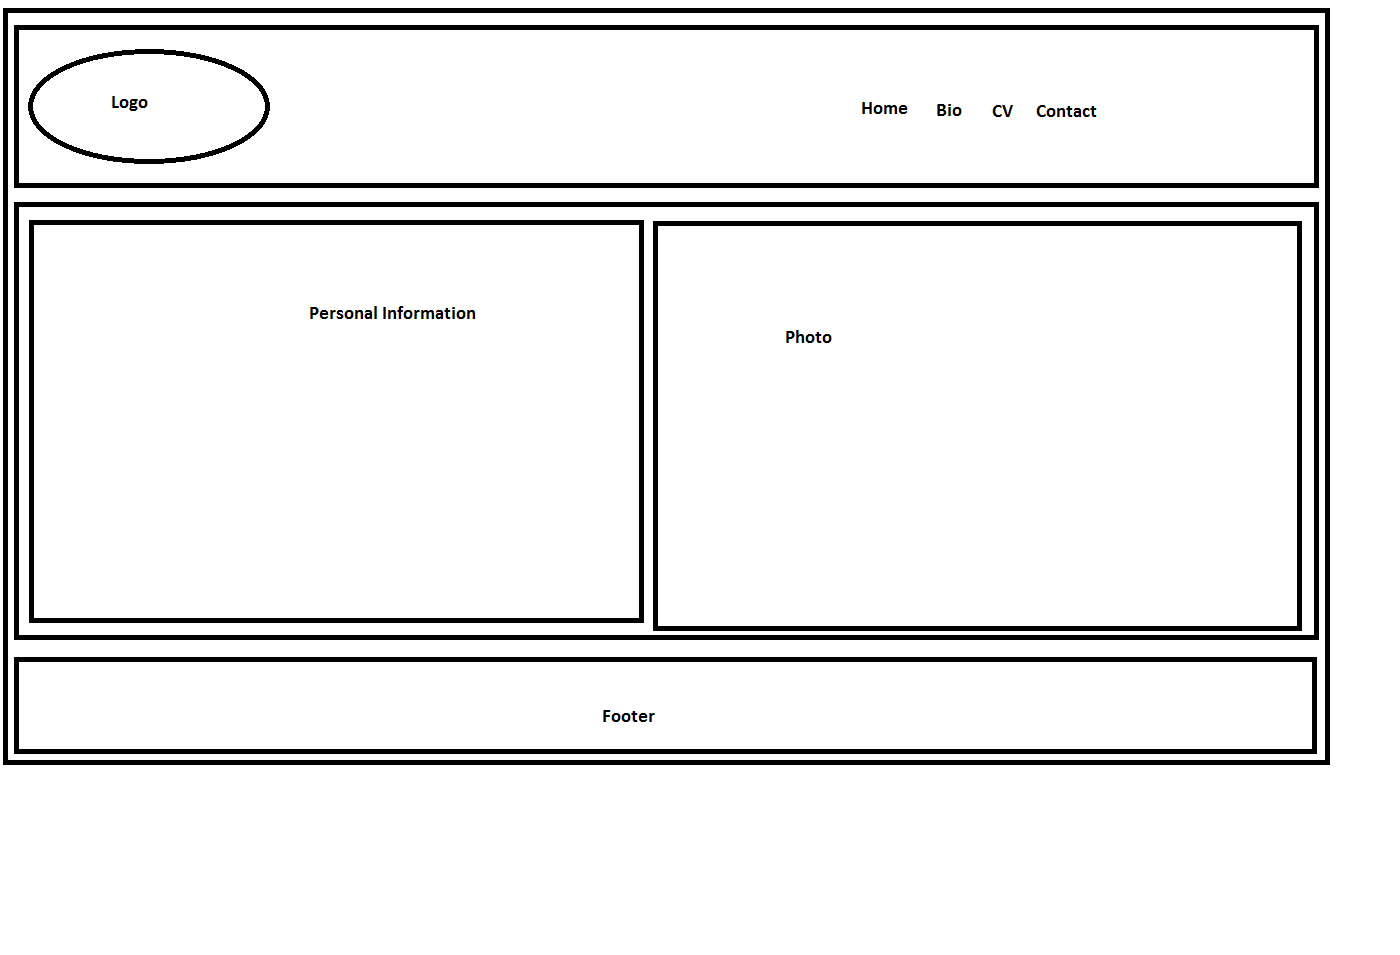 Logo
Home Bio CV Contact
Personal Information
Photo
Footer